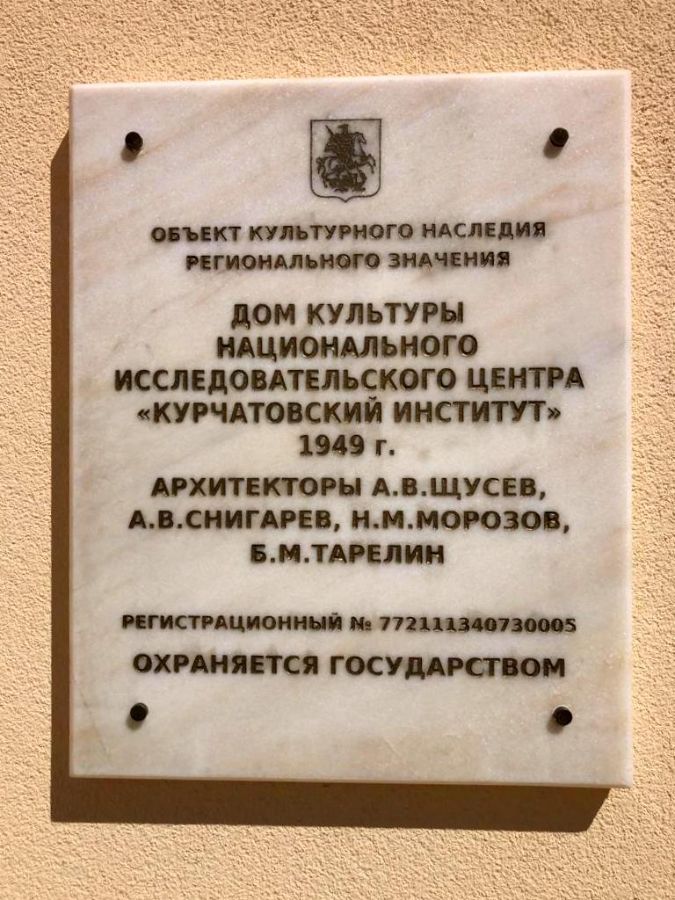 ОБЪЕКТ КУЛЬТУРНОГО НАСЛЕДИЯ
РЕГИОНАЛЬНОГО ЗНАЧЕНИЯ
ДОМ КУЛЬТУРЫ
НАЦИОНАЛЬНОГО
ИССЛЕДОВАТЕЛЬСКОГО ЦЕНТРА
«КУРЧАТОВСКИЙ ИНСТИТУТ»
1949 г.
АРХИТЕКТОРЫ А.В.ЩУСЕВ,
А.В.СНИГАРЕВ, Н.М.МОРОЗОВ,
Б.М.ТАРЕЛИН
РЕГИСТРАЦИОННЫЙ № 772111340730005
ОХРАНЯЕТСЯ ГОСУДАРСТВОМ